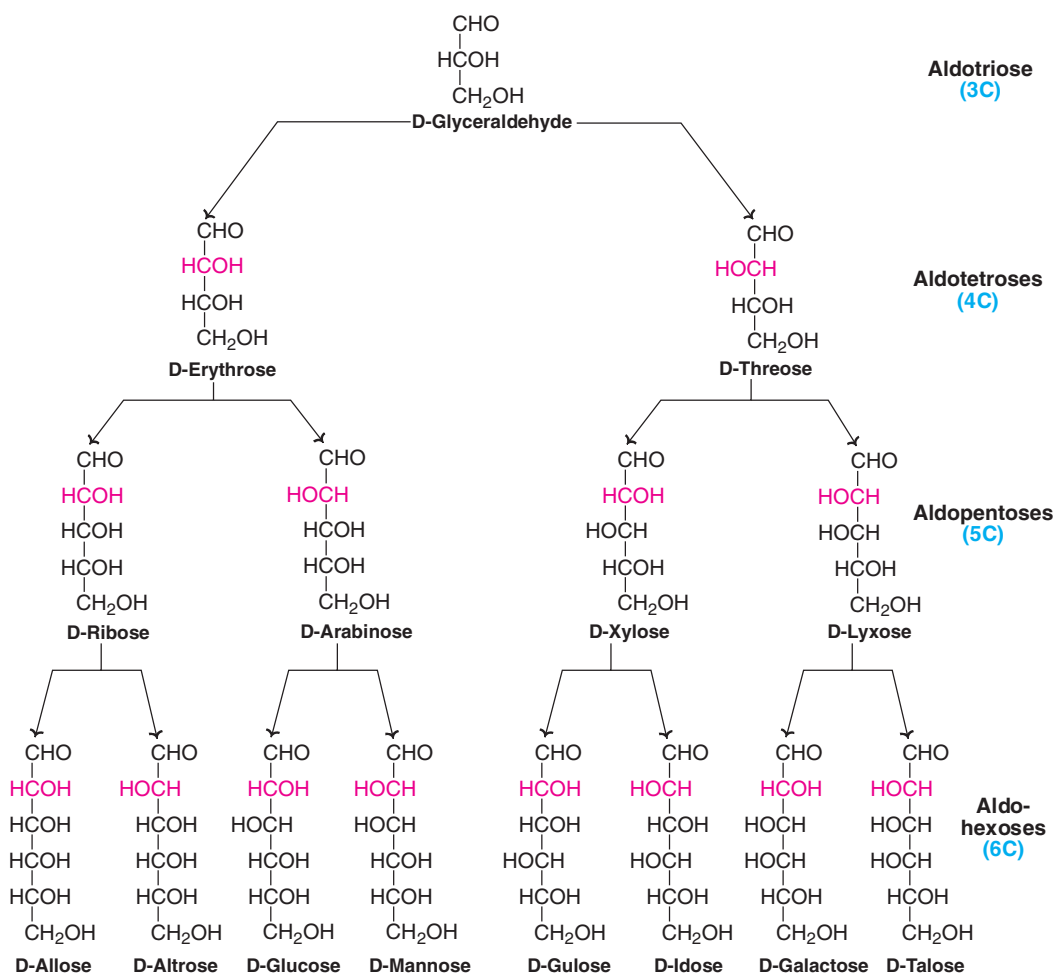 CHO
HCOH
CH₂OH
D-Glyceraldehyde
Aldotriose
(3C)
CHO
HCOH
HCOH
CH₂OH
D-Erythrose
CHO
HOCH
HCOH
CH₂OH
D-Threose
Aldotetroses
(4C)
CHO
HCOH
HCOH
HCOH
CH₂OH
D-Ribose
CHO
HOCH
HCOH
HCOH
CH₂OH
D-Arabinose
CHO
HCOH
HOCH
HCOH
CH₂OH
D-Xylose
CHO
HOCH
HOCH
HCOH
CH₂OH
D-Lyxose
Aldopentoses
(5C)
CHO
HCOH
HCOH
HCOH
HCOH
CH₂OH
D-Allose
CHO
HOCH
HCOH
HCOH
HCOH
CH₂OH
D-Altrose
CHO
HCOH
HOCH
HCOH
HCOH
CH₂OH
D-Glucose
CHO
HOCH
HOCH
HCOH
HCOH
CH₂OH
D-Mannose
CHO
HCOH
HCOH
HOCH
HCOH
CH₂OH
D-Gulose
CHO
HOCH
HCOH
HOCH
HCOH
CH₂OH
D-Idose
CHO
HCOH
HOCH
HOCH
HCOH
CH₂OH
D-Galactose
CHO
HOCH
HOCH
HOCH
HCOH
CH₂OH
D-Talose
Aldo-
hexoses
(6C)